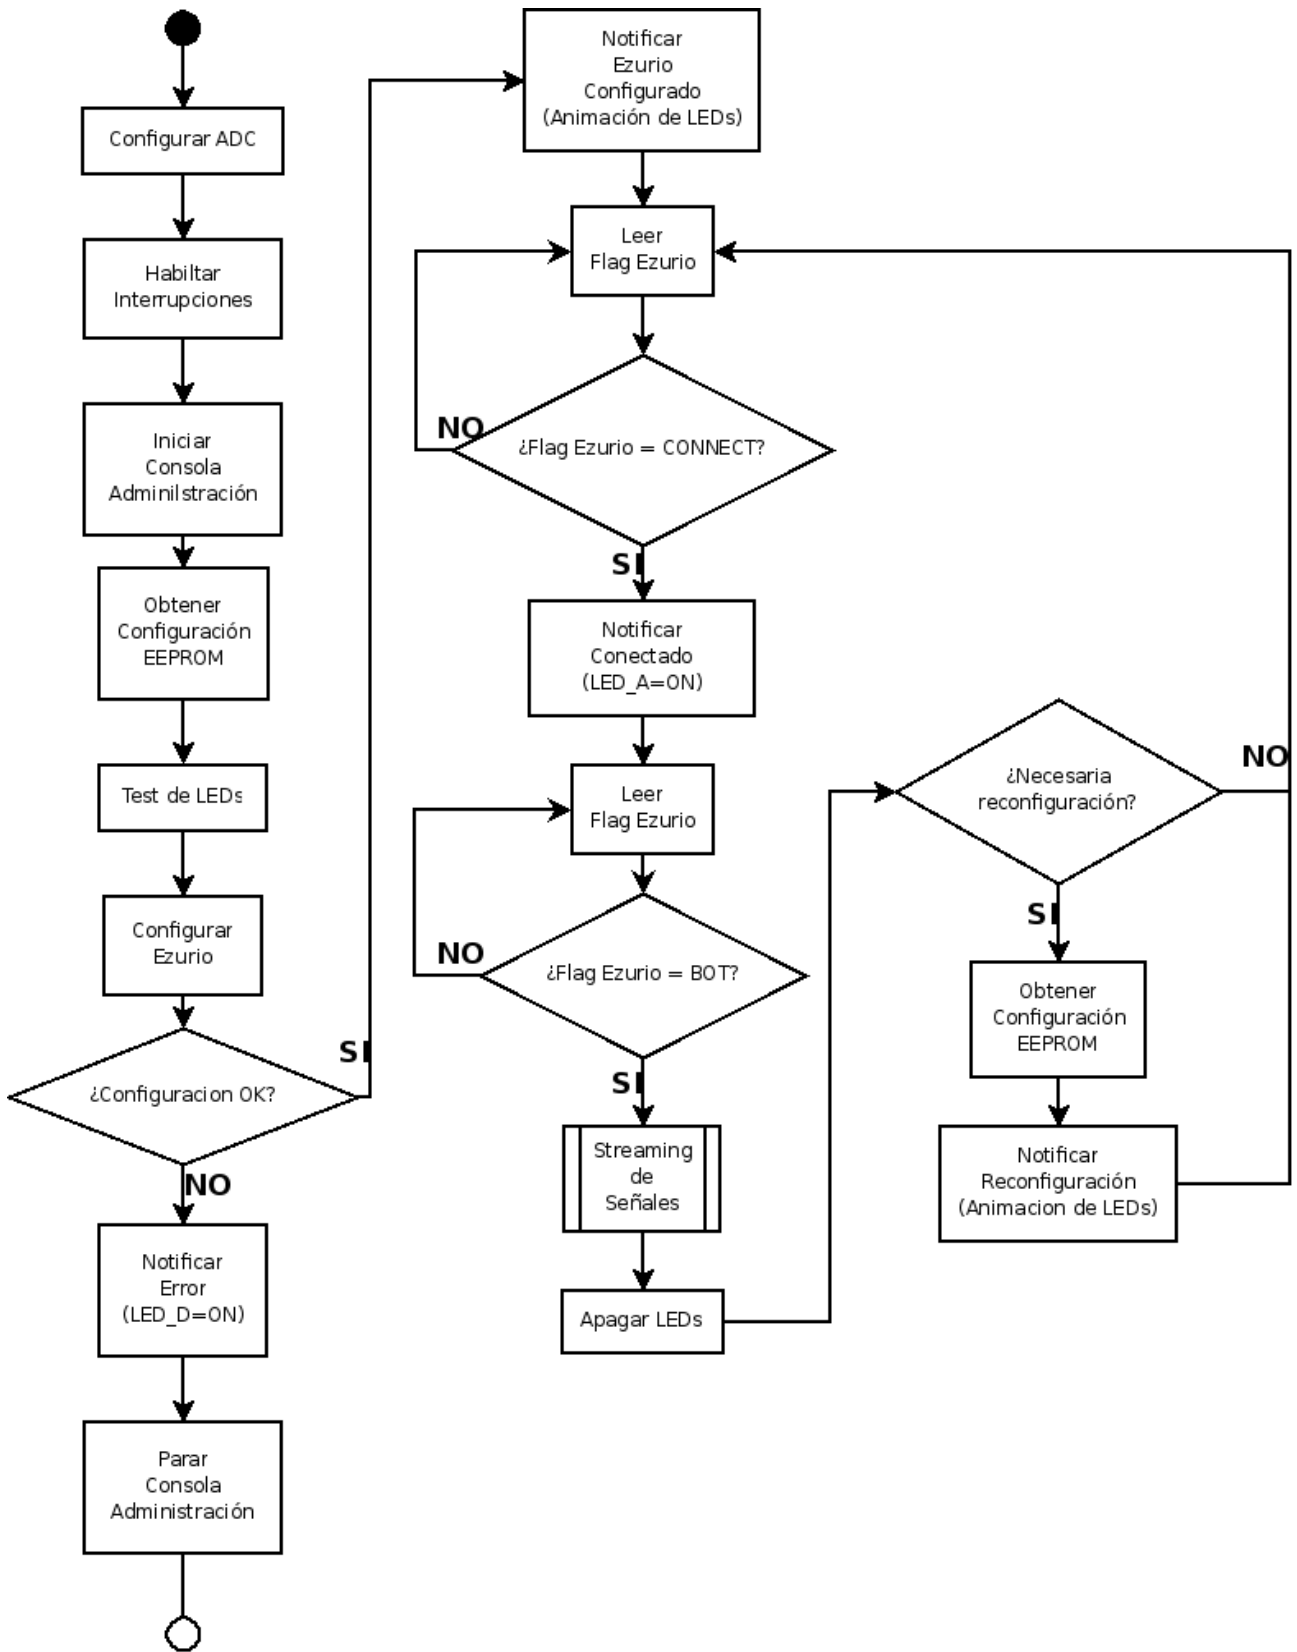 Configurar ADC
Habiltar
Interrupciones
Iniciar
Consola
Adminilstración
Obtener
Configuración
EEPROM
Test de LEDs
Configurar
Ezurio
¿Configuracion OK?
SI
NO
Notificar
Error
(LED_D=ON)
Parar
Consola
Administración
Notificar
Ezurio
Configurado
(Animación de LEDs)
Leer
Flag Ezurio
¿Flag Ezurio = CONNECT?
NO
SI
Notificar
Conectado
(LED_A=ON)
Leer
Flag Ezurio
¿Flag Ezurio = BOT?
NO
SI
Streaming
de
Señales
Apagar LEDs
¿Necesaria
reconfiguración?
NO
SI
Obtener
Configuración
EEPROM
Notificar
Reconfiguración
(Animacion de LEDs)